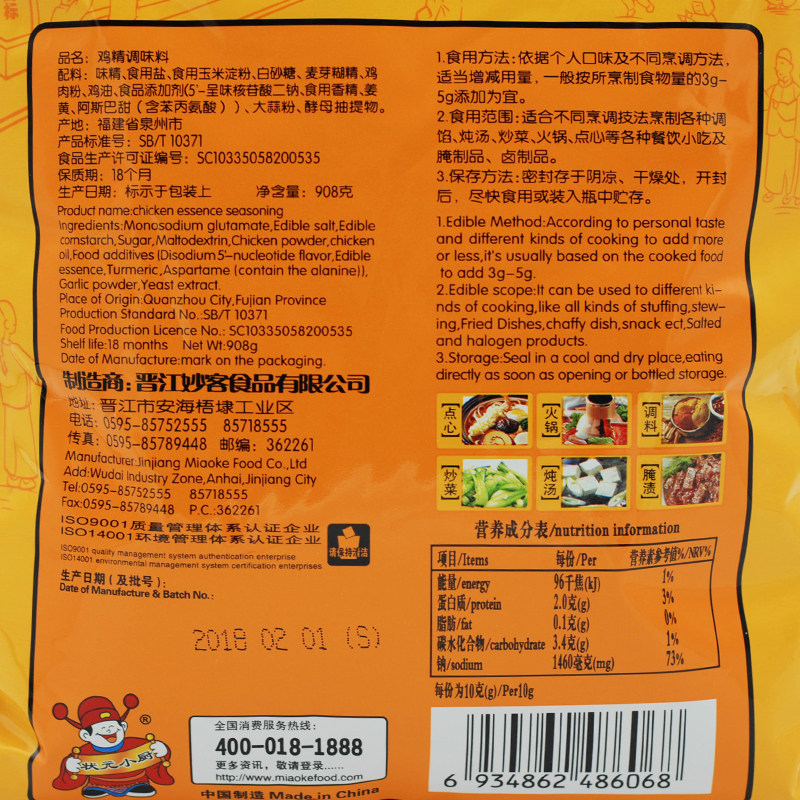 品名: 鸡精调味料
配料: 味精、食用盐、食用玉米淀粉、白砂糖、麦芽糊精、鸡
肉粉、鸡油、食品添加剂(5'-呈味核苷酸二钠、食用香精、姜
黄、阿斯巴甜（含苯丙氨酸））、大蒜粉、酵母抽提物。
产地: 福建省泉州市
产品标准号: SB/T 10371
食品生产许可证编号: SC10335058200535
保质期: 18个月
生产日期: 标示于包装上 净含量: 908克
Product name:chicken essence seasoning
Ingredients:Monosodium glutamate,Edible salt,Edible
cornstarch,Sugar,Maltodextrin,Chicken powder,chicken
oil,Food additives (Disodium 5'-nucleotide flavor,Edible
essence,Turmeric,Aspartame (contain the alanine)),
Garlic powder,Yeast extract.
Place of Origin:Quanzhou City,Fujian Province
Production Standard No.:SB/T 10371
Food Production Licence No.: SC10335058200535
Shelf life:18 months Net Wt:908g
Date of Manufacture:mark on the packaging.
制造商: 晋江妙客食品有限公司
地址: 晋江市安海梧埭工业区
电话: 0595-85752555 85718555
传真: 0595-85789448 邮编: 362261
Manufacturer:Jinjiang Miaoke Food Co.,Ltd
Add:Wudai Industry Zone,Anhai,Jinjiang City
Tel:0595-85752555 85718555
Fax:0595-85789448 P.C.:362261
ISO9001质量管理体系认证企业
ISO14001环境管理体系认证企业
ISO9001 quality management system authentication enterprise
ISO14001 environmental management system certification enterprises
请保持清洁
生产日期 (及批号):
Date of Manufacture & Batch No.:
2018 02 01 (S)
状元小厨
®
全国消费服务热线:
400-018-1888
更多资讯, 敬请登录......
http://www.miaokefood.com
中国制造 Made in China
1.食用方法: 依据个人口味及不同烹调方法,
适当增减用量, 一般按所烹制食物量的3g-
5g添加为宜。
2.食用范围: 适合不同烹调技法烹制各种调
馅、炖汤、炒菜、火锅、点心等各种餐饮小吃及
腌制品、卤制品。
3.保存方法: 密封存于阴凉、干燥处, 开封
后, 尽快食用或装入瓶中贮存。
1.Edible Method:According to personal taste
and different kinds of cooking to add more
or less,it's usually based on the cooked food
to add 3g-5g.
2.Edible scope:It can be used to different ki-
nds of cooking,like all kinds of stuffing,stew-
ing,Fried Dishes,chaffy dish,snack ect,Salted
and halogen products.
3.Storage:Seal in a cool and dry place,eating
directly as soon as opening or bottled storage.
点心 火锅 调料
炒菜 炖汤 腌渍
营养成分表/nutrition information
项目/Items 每份/Per 营养素参考值%/NRV%
能量/energy 96千焦(kJ) 1%
蛋白质/protein 2.0克(g) 3%
脂肪/fat 0.1克(g) 0%
碳水化合物/carbohydrate 3.4克(g) 1%
钠/sodium 1460毫克(mg) 73%
每份为10克(g)/Per10g
6 934862 486068